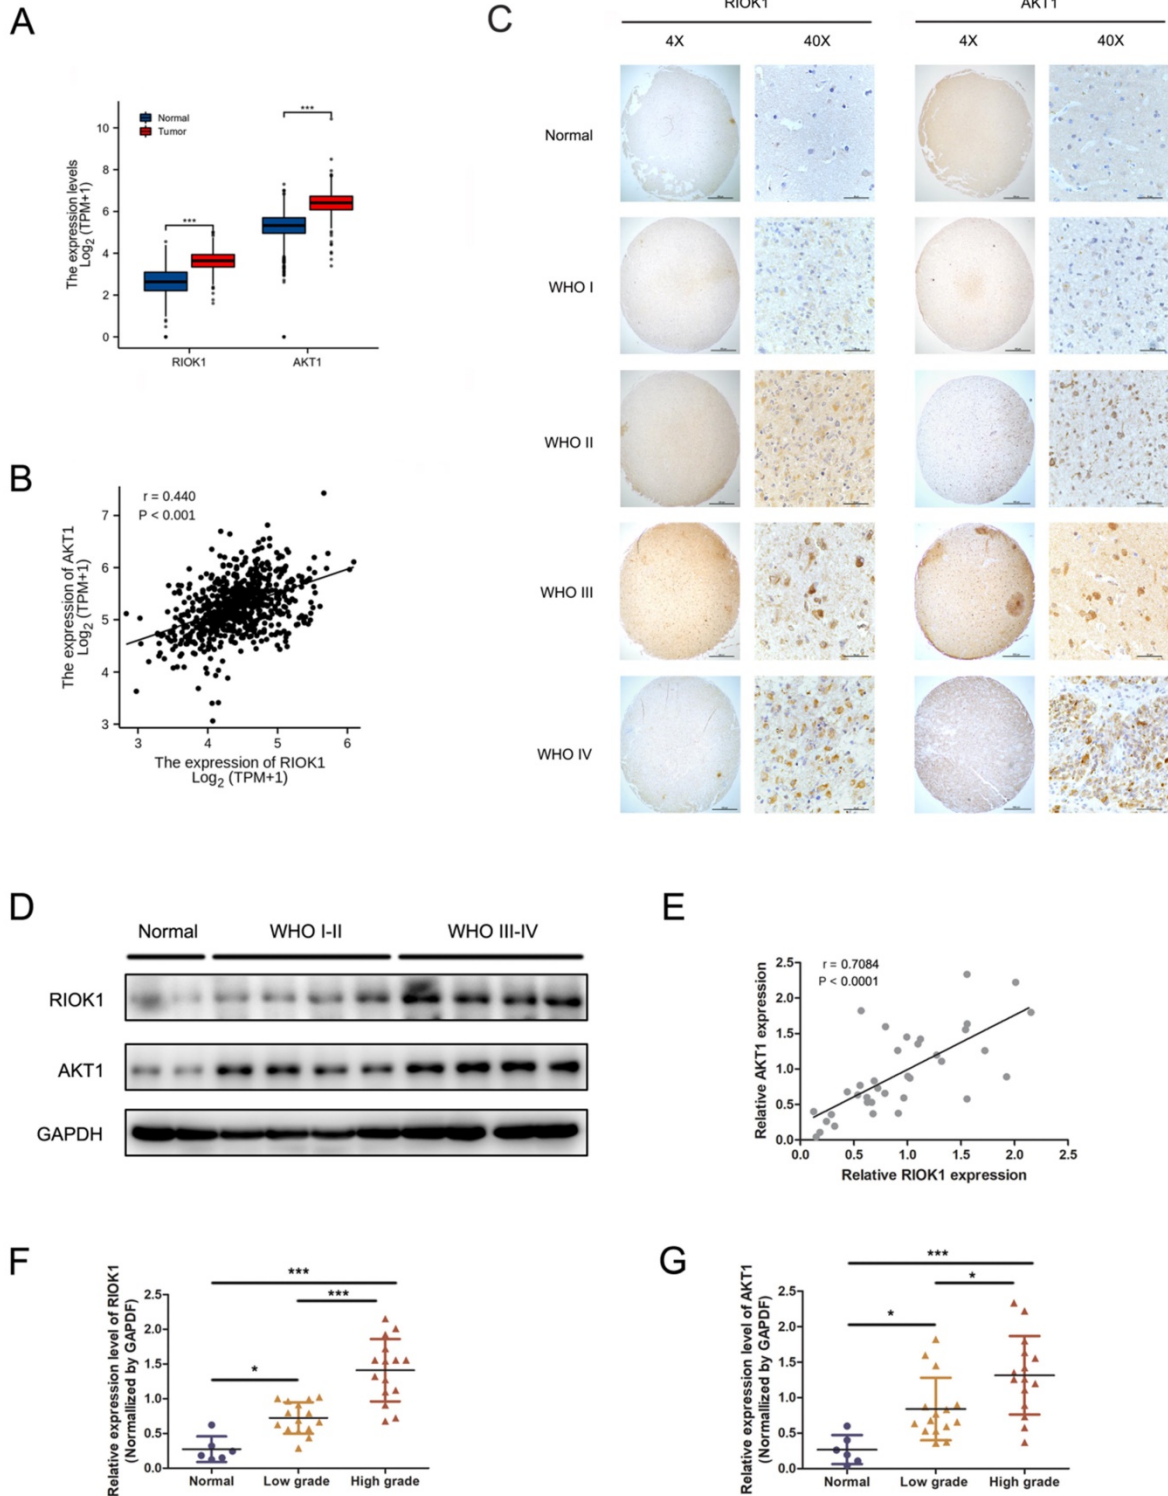 A
Normal
Tumor
***
***
10
8
6
4
2
0
The expression levels
Log2 (TPM+1)
RIOK1
AKT1
B
r = 0.440
P < 0.001
7
6
5
4
3
The expression of AKT1
Log2 (TPM+1)
3
4
5
6
The expression of RIOK1
Log2 (TPM+1)
C
RIOK1
AKT1
4X
40X
4X
40X
Normal
WHO I
WHO II
WHO III
WHO IV
D
Normal
WHO I-II
WHO III-IV
RIOK1
AKT1
GAPDH
E
r = 0.7084
P < 0.0001
2.5
2.0
1.5
1.0
0.5
0.0
Relative AKT1 expression
0.0
0.5
1.0
1.5
2.0
2.5
Relative RIOK1 expression
F
***
***
*
2.5
2.0
1.5
1.0
0.5
0.0
Relative expression level of RIOK1
(Normallized by GAPDF)
Normal
Low grade
High grade
G
***
*
*
2.5
2.0
1.5
1.0
0.5
0.0
Relative expression level of AKT1
(Normallized by GAPDF)
Normal
Low grade
High grade